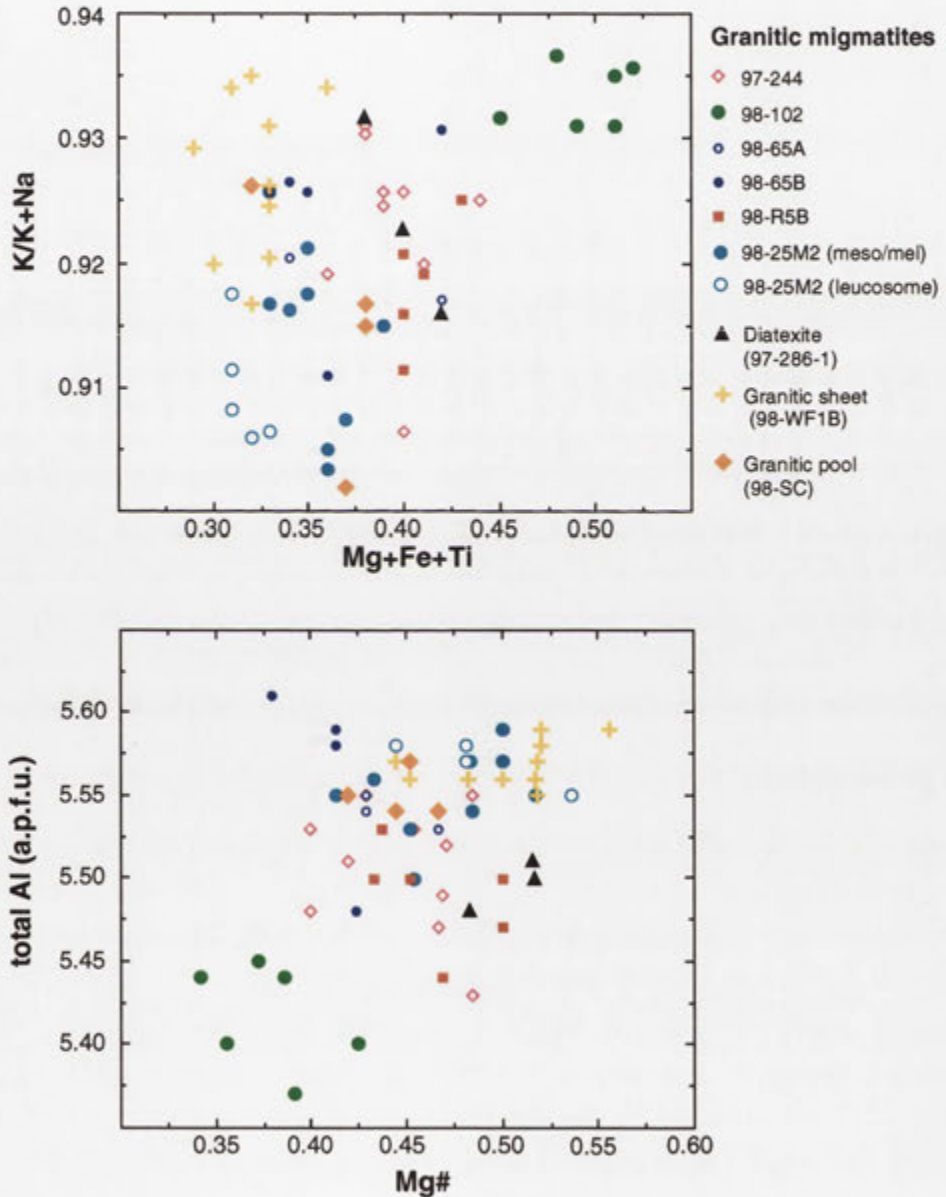 0.94
0.93
0.92
0.91
K/K+Na
0.30 0.35 0.40 0.45 0.50
Mg+Fe+Ti
Granitic migmatites
97-244
98-102
98-65A
98-65B
98-R5B
98-25M2 (meso/mel)
98-25M2 (leucosome)
Diatexite
(97-286-1)
Granitic sheet
(98-WF1B)
Granitic pool
(98-SC)
5.60
5.55
5.50
5.45
5.40
total Al (a.p.f.u.)
0.35 0.40 0.45 0.50 0.55 0.60
Mg#